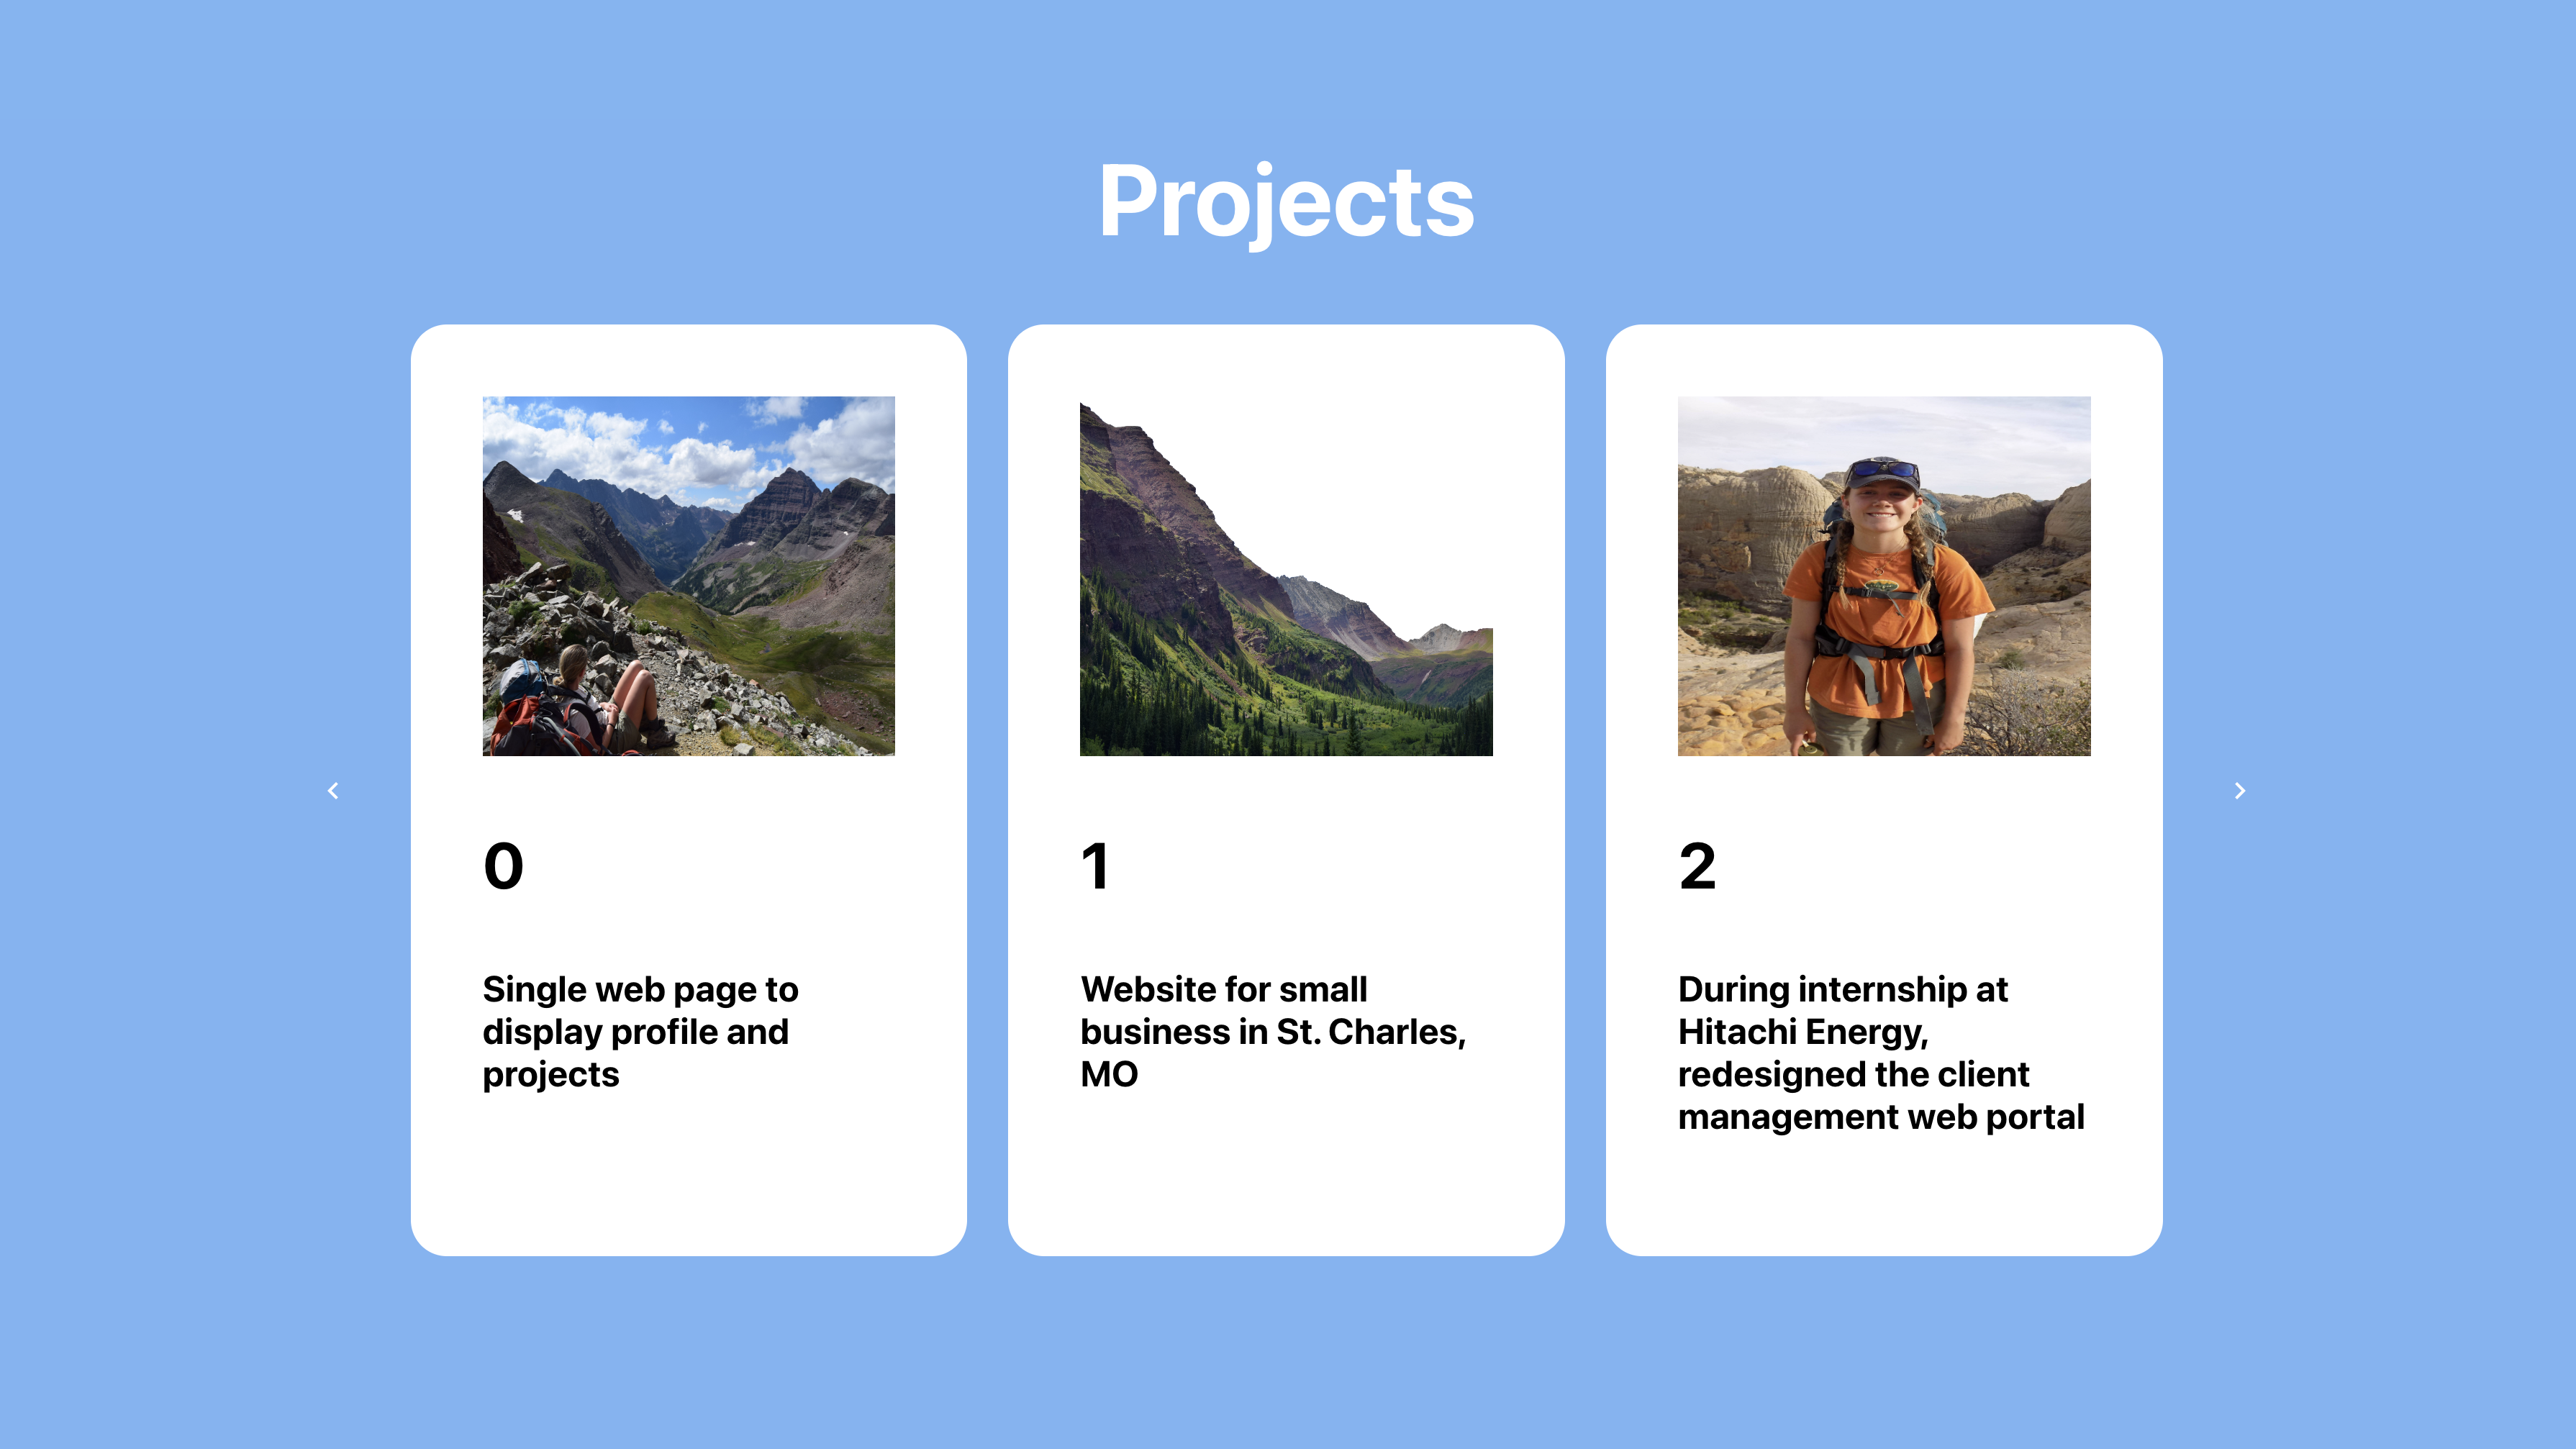 Projects
0
Single web page to
display profile and
projects
1
Website for small
business in St. Charles,
MO
2
During internship at
Hitachi Energy,
redesigned the client
management web portal